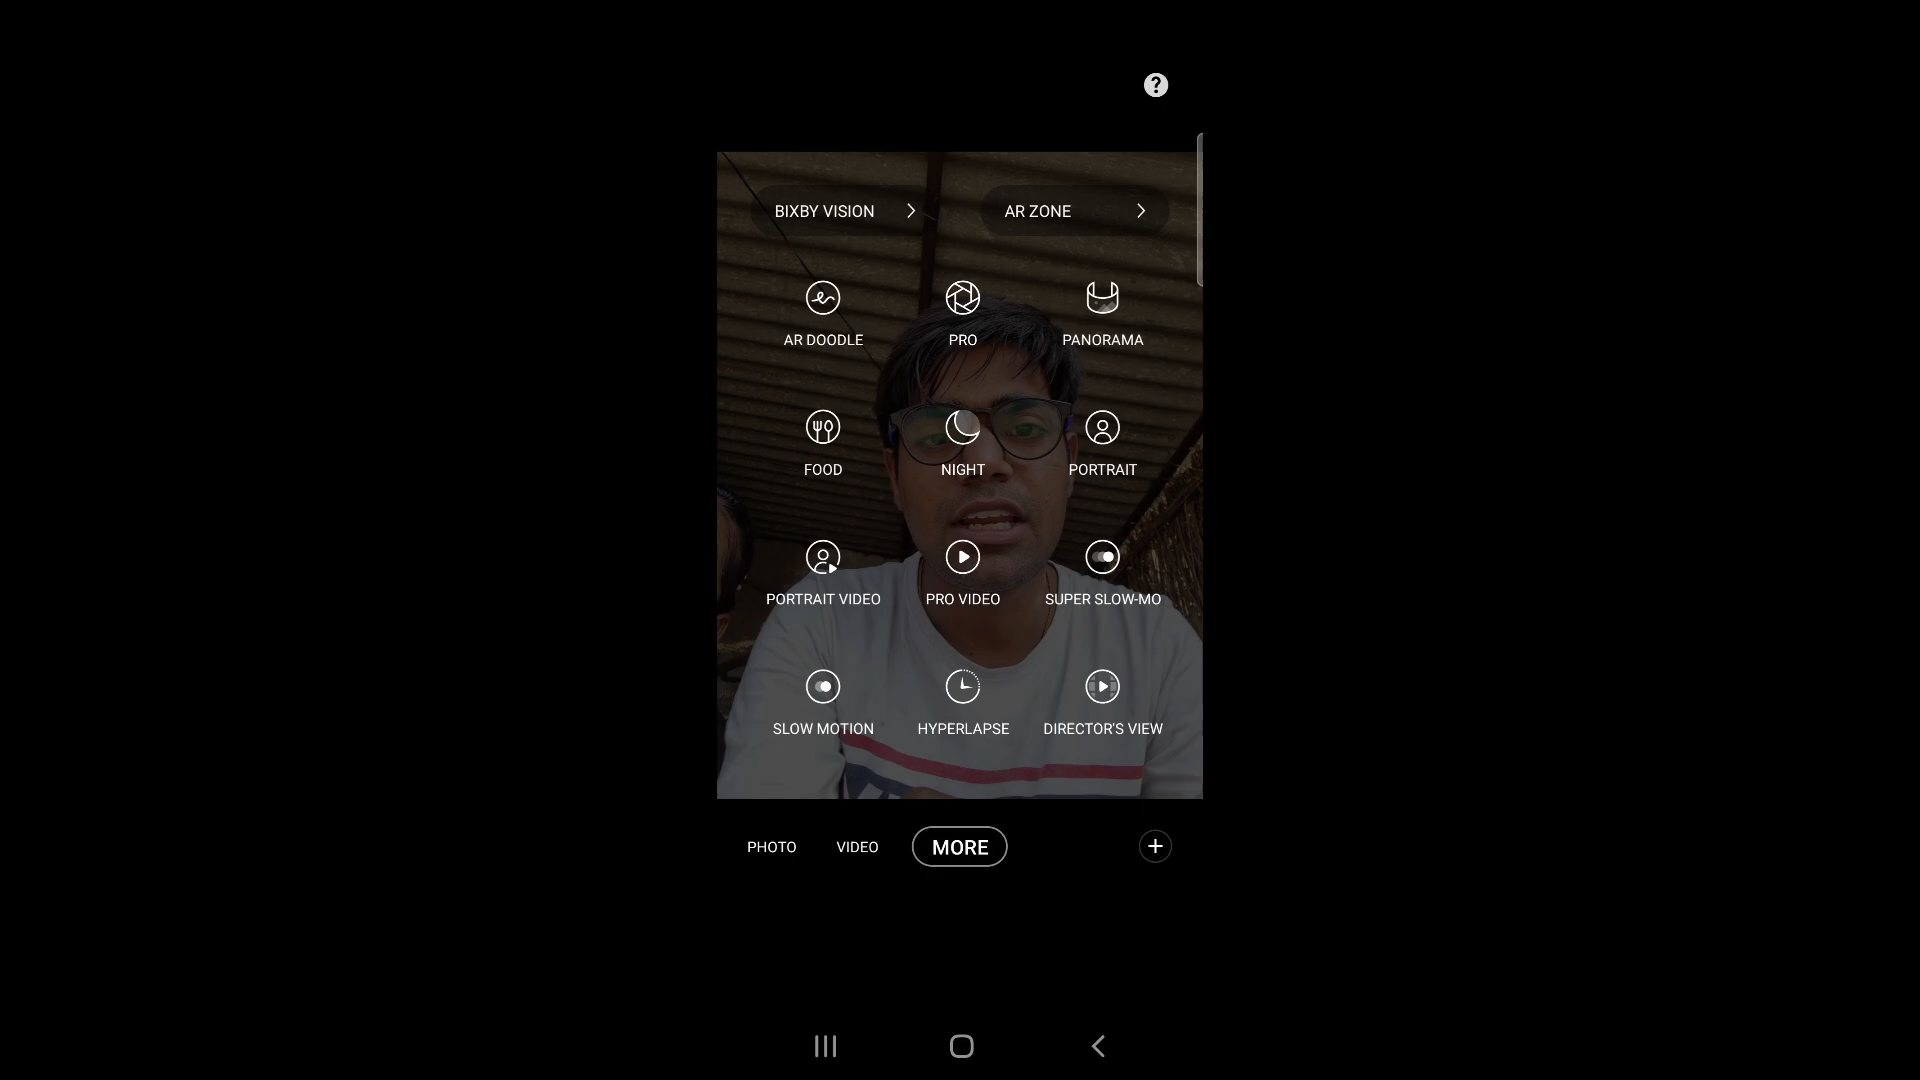 BIXBY VISION
AR ZONE
AR DOODLE
PRO
PANORAMA
FOOD
NIGHT
PORTRAIT
PORTRAIT VIDEO
PRO VIDEO
SUPER SLOW-MO
SLOW MOTION
HYPERLAPSE
DIRECTOR'S VIEW
PHOTO
VIDEO
MORE